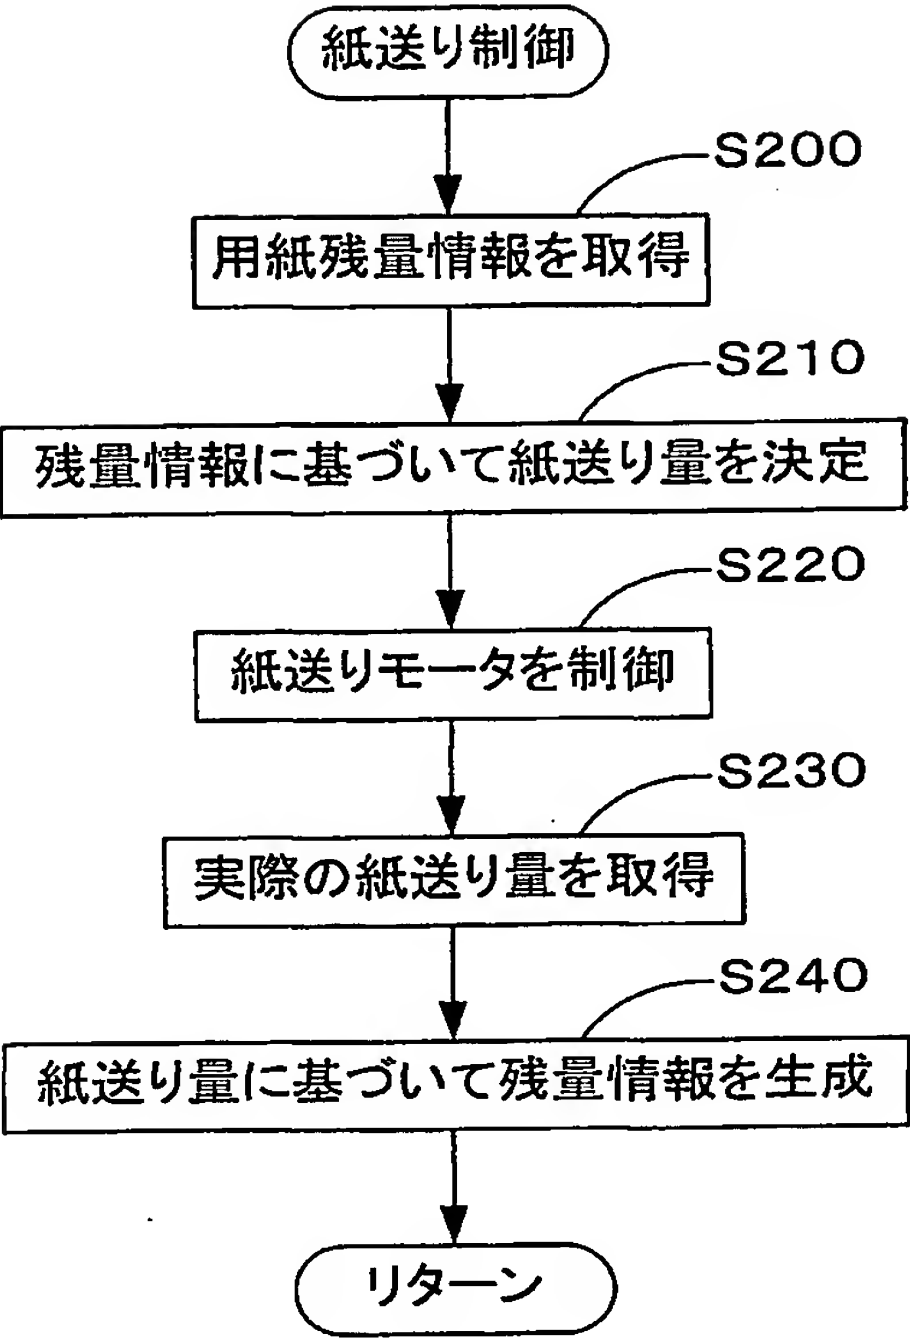 紙送り制御
S200
用紙残量情報を取得
S210
残量情報に基づいて紙送り量を決定
S220
紙送りモータを制御
S230
実際の紙送り量を取得
S240
紙送り量に基づいて残量情報を生成
リターン